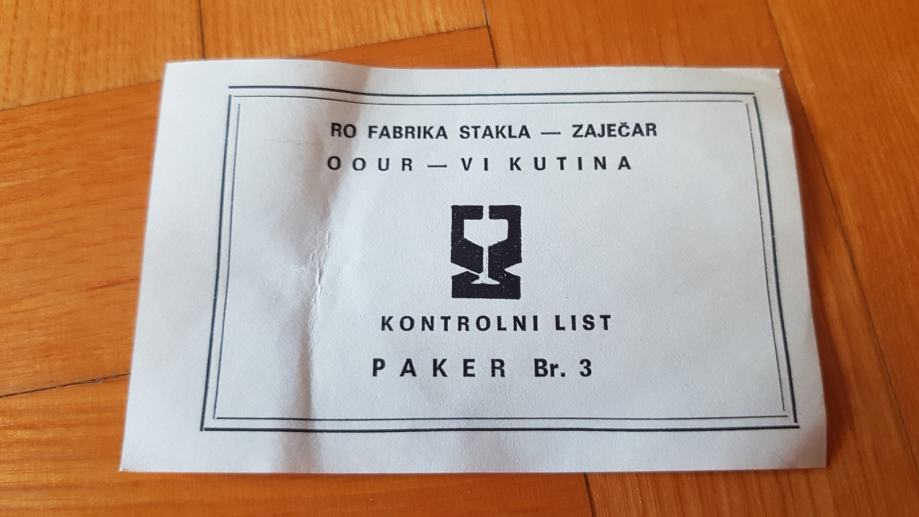 RO FABRIKA STAKLA — ZAJEČAR
OOUR — VI KUTINA
KONTROLNI LIST
PAKER Br. 3